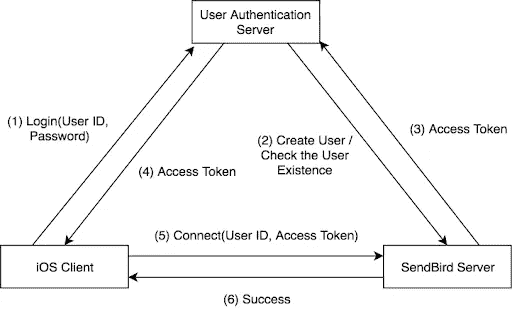 User Authentication
Server
(1) Login(User ID,
Password)
(2) Create User /
Check the User
Existence
(3) Access Token
(4) Access Token
(5) Connect(User ID, Access Token)
iOS Client
SendBird Server
(6) Success